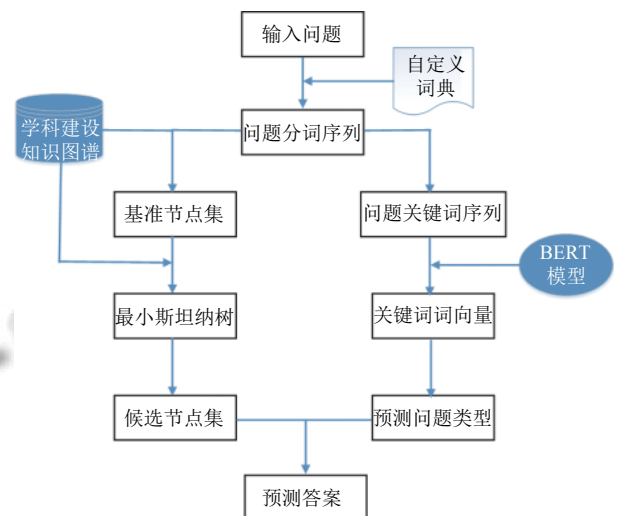 输入问题
自定义
词典
学科建设
知识图谱
问题分词序列
基准节点集
问题关键词序列
BERT
模型
最小斯坦纳树
关键词词向量
候选节点集
预测问题类型
预测答案